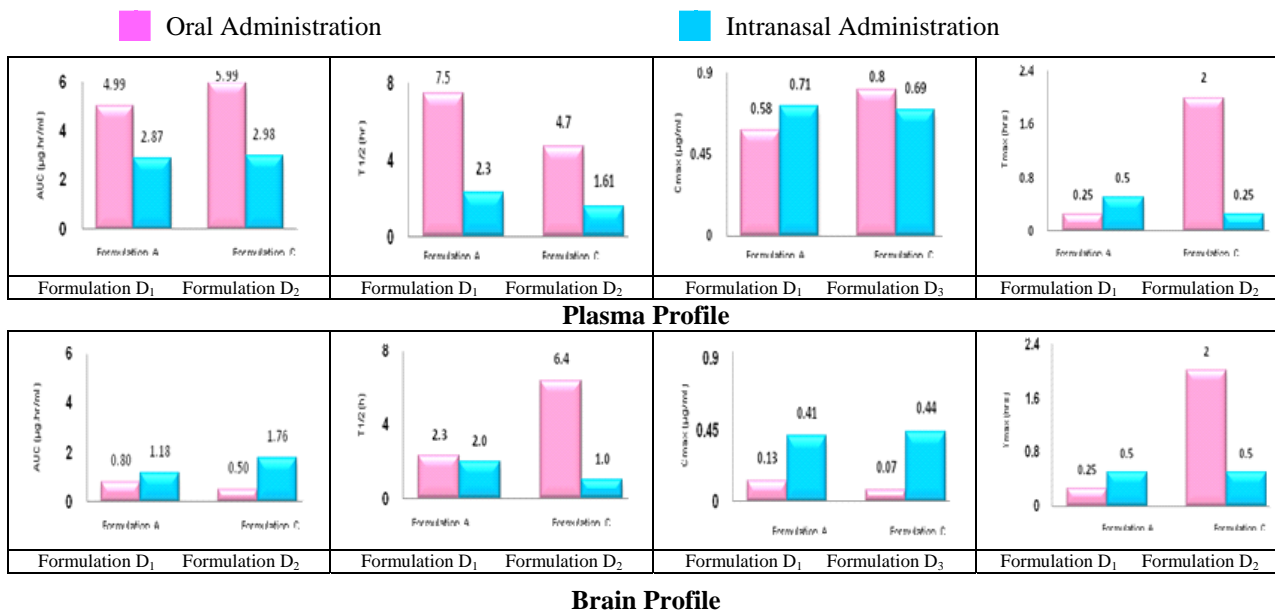 Oral Administration
Intranasal Administration
AUC (µg.hr/ml)
6
4
2
0
4.99
2.87
5.99
2.98
Formulation A
Formulation C
T 1/2 (hr)
8
4
0
7.5
2.3
4.7
1.61
Formulation A
Formulation C
Cmax (µg/ml)
0.9
0.45
0
0.58
0.71
0.8
0.69
Formulation A
Formulation C
Tmax (hrs)
2.4
1.6
0.8
0
0.25
0.5
2
0.25
Formulation A
Formulation C
Formulation D₁ Formulation D₂
Formulation D₁ Formulation D₂
Formulation D₁ Formulation D₃
Formulation D₁ Formulation D₂
Plasma Profile
AUC (µg.hr/ml)
6
4
2
0
0.80
1.18
0.50
1.76
Formulation A
Formulation C
T1/2 (h)
8
4
0
2.3
2.0
6.4
1.0
Formulation A
Formulation C
Cmax (µg/ml)
0.9
0.45
0
0.13
0.41
0.07
0.44
Formulation A
Formulation C
Tmax (hrs)
2.4
1.6
0.8
0
0.25
0.5
2
0.5
Formulation A
Formulation C
Formulation D₁ Formulation D₂
Formulation D₁ Formulation D₂
Formulation D₁ Formulation D₃
Formulation D₁ Formulation D₂
Brain Profile